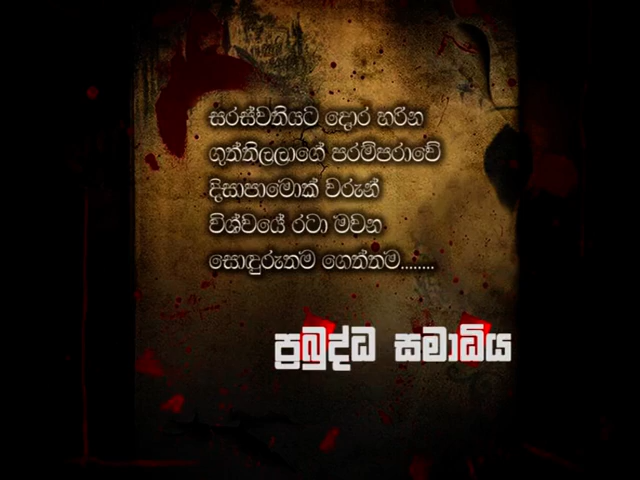 සරස්වතියට දොර හරින
ගුත්තිලලාගේ පරම්පරාවේ
දිසාපාමොක් වරුන්
විශ්වයේ රටා මවන
සොඳුරුතම ගෙත්තම........
ප්‍රබුද්ධ සමාධිය